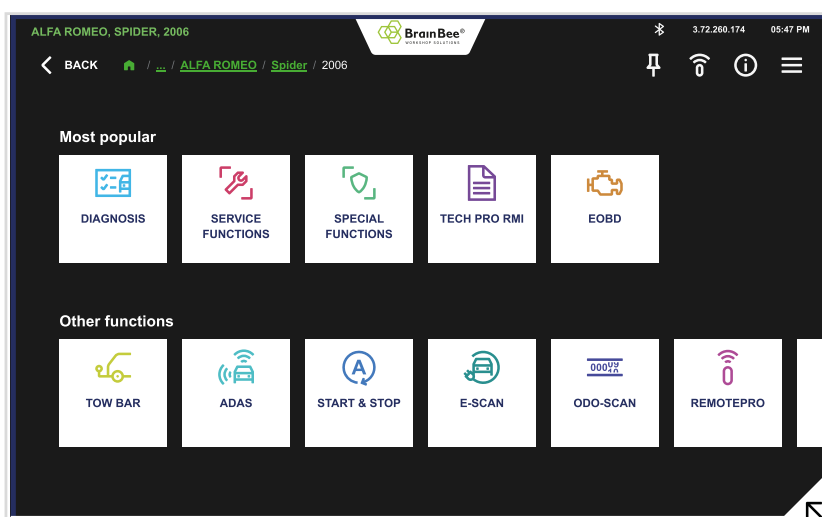 ALFA ROMEO, SPIDER, 2006
BrainBee®
WORKSHOP SOLUTIONS
3.72.260.174
05:47 PM
BACK / ... / ALFA ROMEO / Spider / 2006
Most popular
DIAGNOSIS
SERVICE
FUNCTIONS
SPECIAL
FUNCTIONS
TECH PRO RMI
EOBD
Other functions
TOW BAR
ADAS
A
START & STOP
E-SCAN
ODO-SCAN
REMOTEPRO